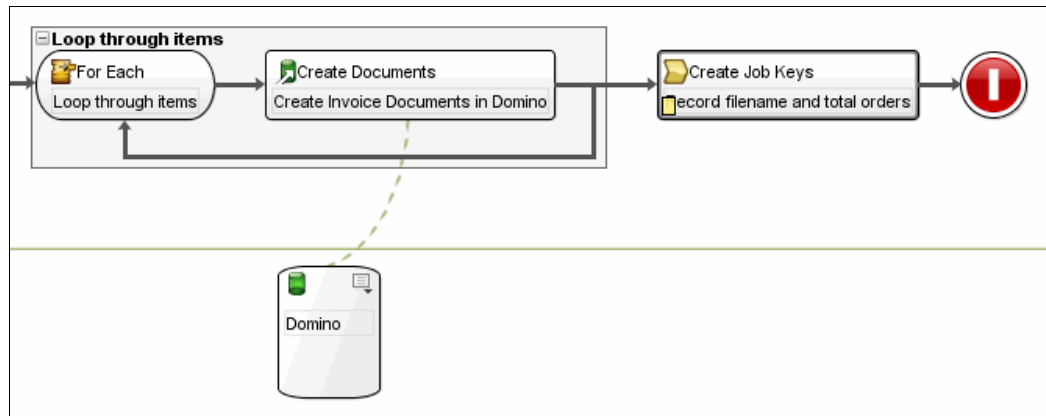 Loop through items
For Each
Loop through items
Create Documents
Create Invoice Documents in Domino
Create Job Keys
ecord filename and total orders
Domino